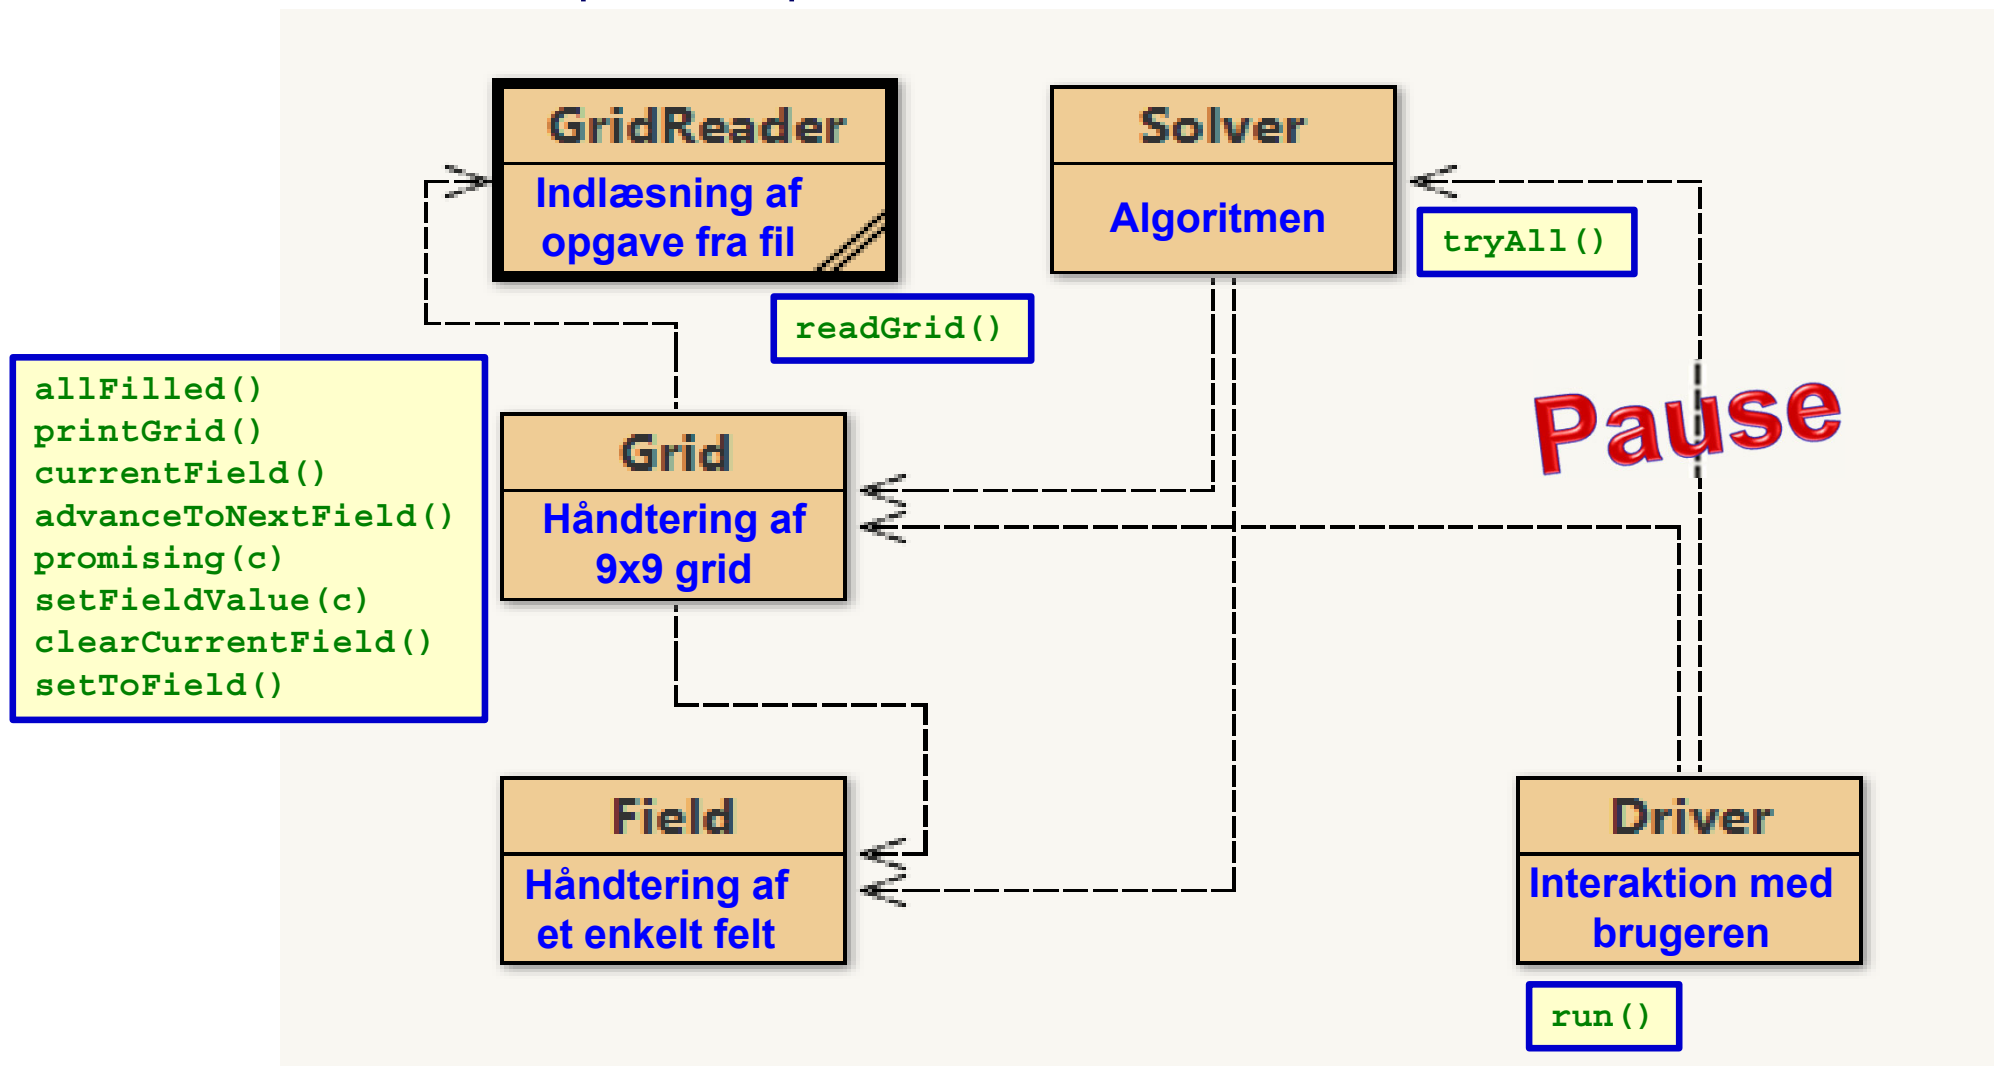 GridReader
Indlæsning af
opgave fra fil
Solver
Algoritmen
tryAll()
readGrid()
allFilled()
printGrid()
currentField()
advanceToNextField()
promising(c)
setFieldValue(c)
clearCurrentField()
setToField()
Grid
Håndtering af
9x9 grid
Pause
Field
Håndtering af
et enkelt felt
Driver
Interaktion med
brugeren
run()